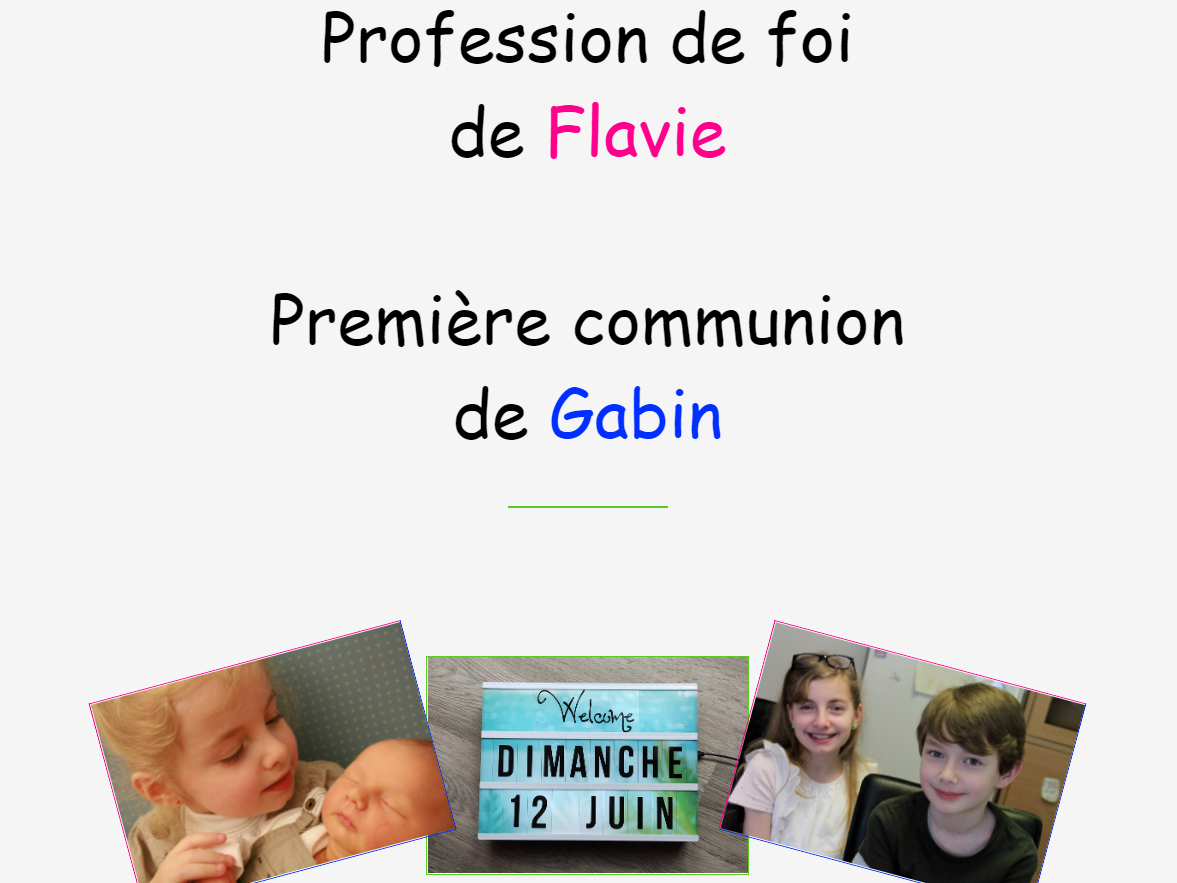 Profession de foi
de Flavie
Première communion
de Gabin
Welcome
DIMANCHE
12 JUIN